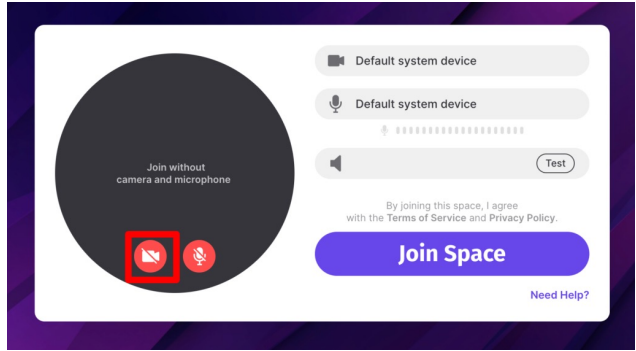 Default system device
Default system device
Join without
camera and microphone
Test
By joining this space, I agree
with the Terms of Service and Privacy Policy.
Join Space
Need Help?